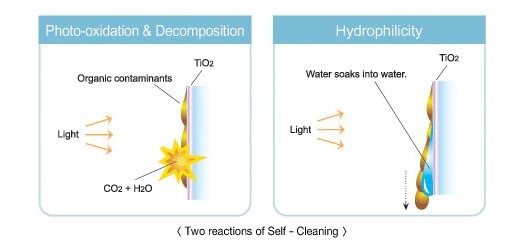 Photo-oxidation & Decomposition
TiO2
Organic contaminants
Light
CO2 + H2O
Hydrophilicity
TiO2
Water soaks into water.
Light
〈 Two reactions of Self - Cleaning 〉